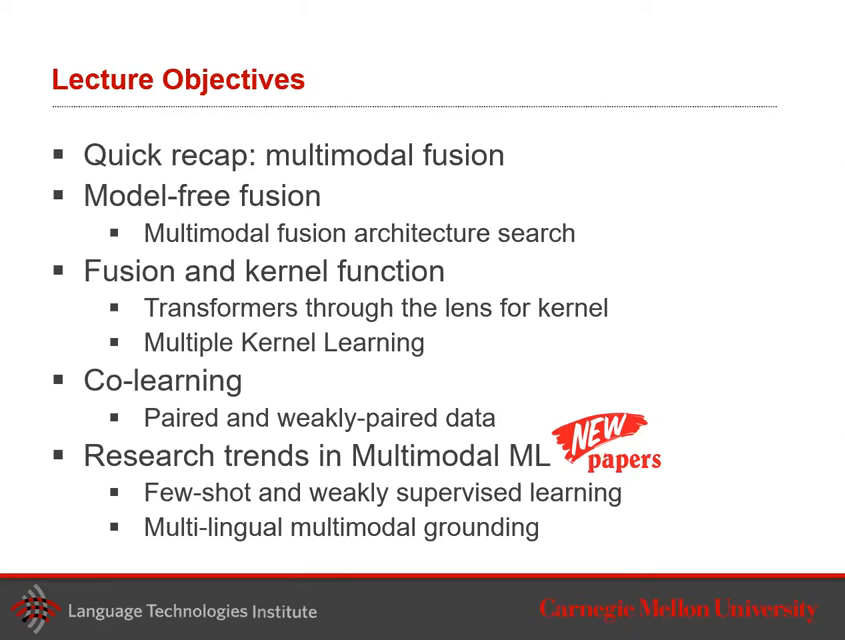 Lecture Objectives
▪ Quick recap: multimodal fusion
▪ Model-free fusion
▪ Multimodal fusion architecture search
▪ Fusion and kernel function
▪ Transformers through the lens for kernel
▪ Multiple Kernel Learning
▪ Co-learning
▪ Paired and weakly-paired data
▪ Research trends in Multimodal ML
NEW
papers
▪ Few-shot and weakly supervised learning
▪ Multi-lingual multimodal grounding
Language Technologies Institute
Carnegie Mellon University